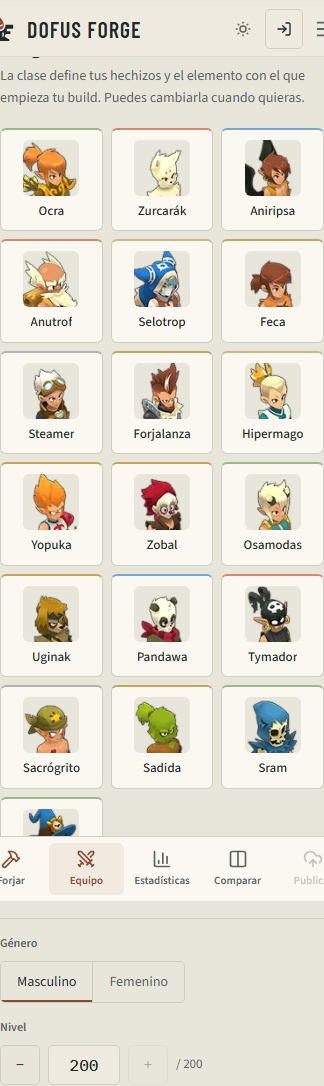 DOFUS FORGE
La clase define tus hechizos y el elemento con el que
empieza tu build. Puedes cambiarla cuando quieras.
Ocra
Zurcarák
Aniripsa
Anutrof
Selotrop
Feca
Steamer
Forjalanza
Hipermago
Yopuka
Zobal
Osamodas
Uginak
Pandawa
Tymador
Sacrógrito
Sadida
Sram
Forjar
Equipo
Estadísticas
Comparar
Public
Género
Masculino
Femenino
Nivel
− 200 + / 200